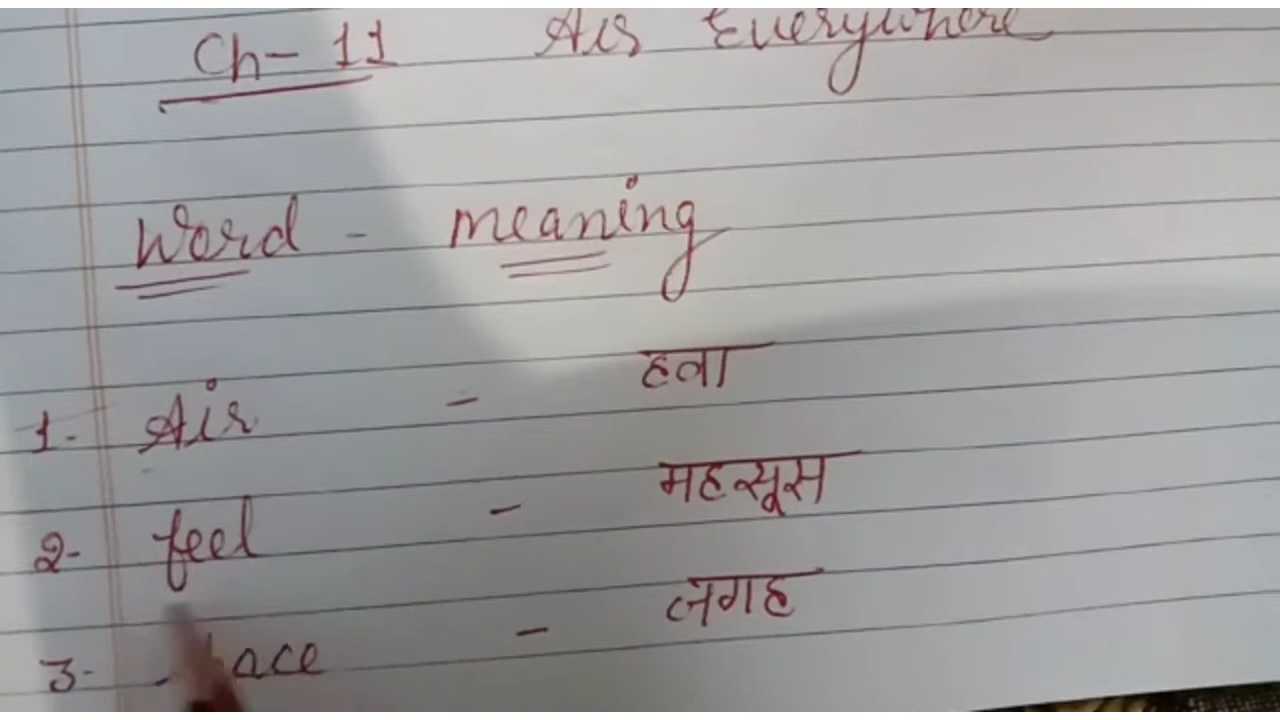 Ch- 11 Air Everywhere
Word - meaning
1- Air - हवा
2- feel - महसूस
3- - जगह